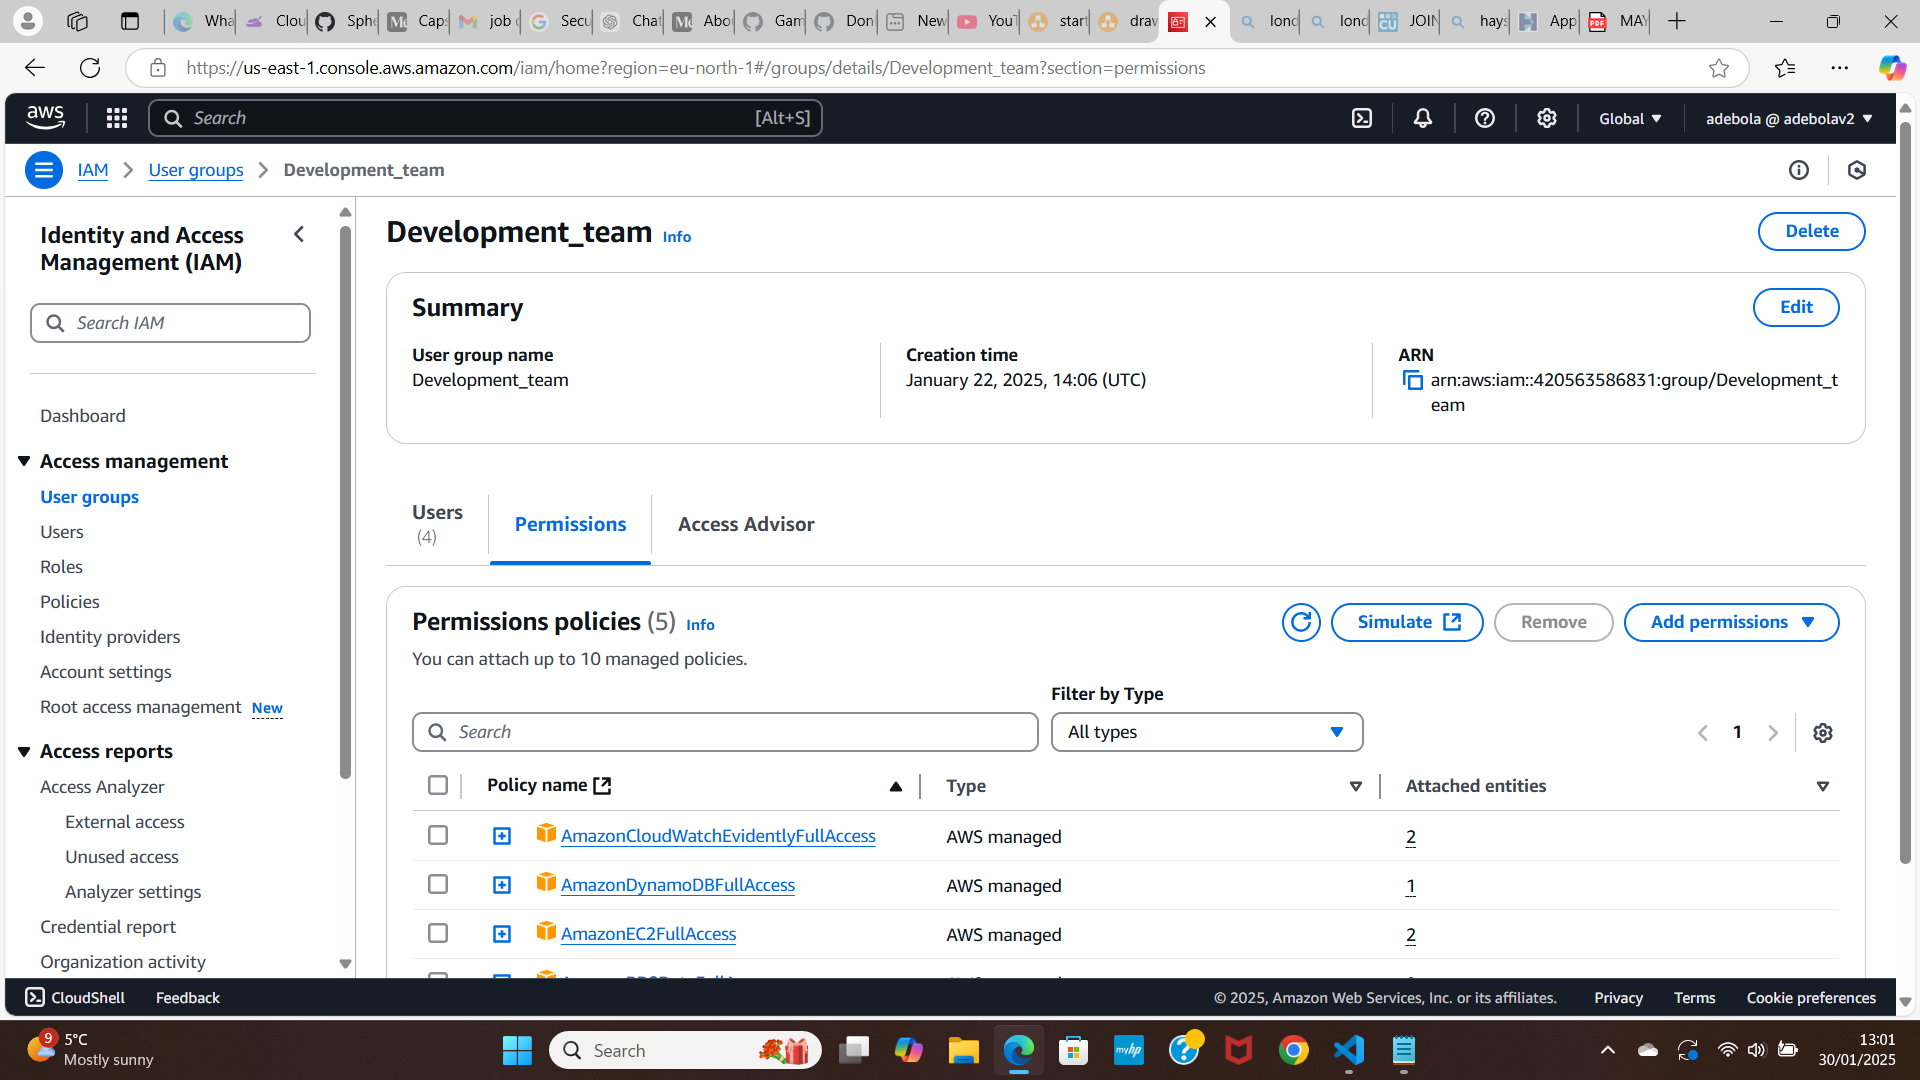 Wha
Clou
Sphe
Caps
job c
Secu
Chat
Abou
Gam
Don
New
YouT
start
draw
lond
lond
JOIN
hays
App
MAY
https://us-east-1.console.aws.amazon.com/iam/home?region=eu-north-1#/groups/details/Development_team?section=permissions
aws
Search
[Alt+S]
Global
adebola @ adebolav2
IAM
User groups
Development_team
Identity and Access
Management (IAM)
Search IAM
Dashboard
Access management
User groups
Users
Roles
Policies
Identity providers
Account settings
Root access management New
Access reports
Access Analyzer
External access
Unused access
Analyzer settings
Credential report
Organization activity
Development_team Info
Delete
Summary
Edit
User group name
Development_team
Creation time
January 22, 2025, 14:06 (UTC)
ARN
arn:aws:iam::420563586831:group/Development_t
eam
Users
(4)
Permissions
Access Advisor
Permissions policies (5) Info
Simulate
Remove
Add permissions
You can attach up to 10 managed policies.
Filter by Type
Search
All types
1
Policy name
Type
Attached entities
AmazonCloudWatchEvidentlyFullAccess AWS managed 2
AmazonDynamoDBFullAccess AWS managed 1
AmazonEC2FullAccess AWS managed 2
CloudShell
Feedback
© 2025, Amazon Web Services, Inc. or its affiliates.
Privacy
Terms
Cookie preferences
9
5°C
Mostly sunny
Search
myhp
13:01
30/01/2025